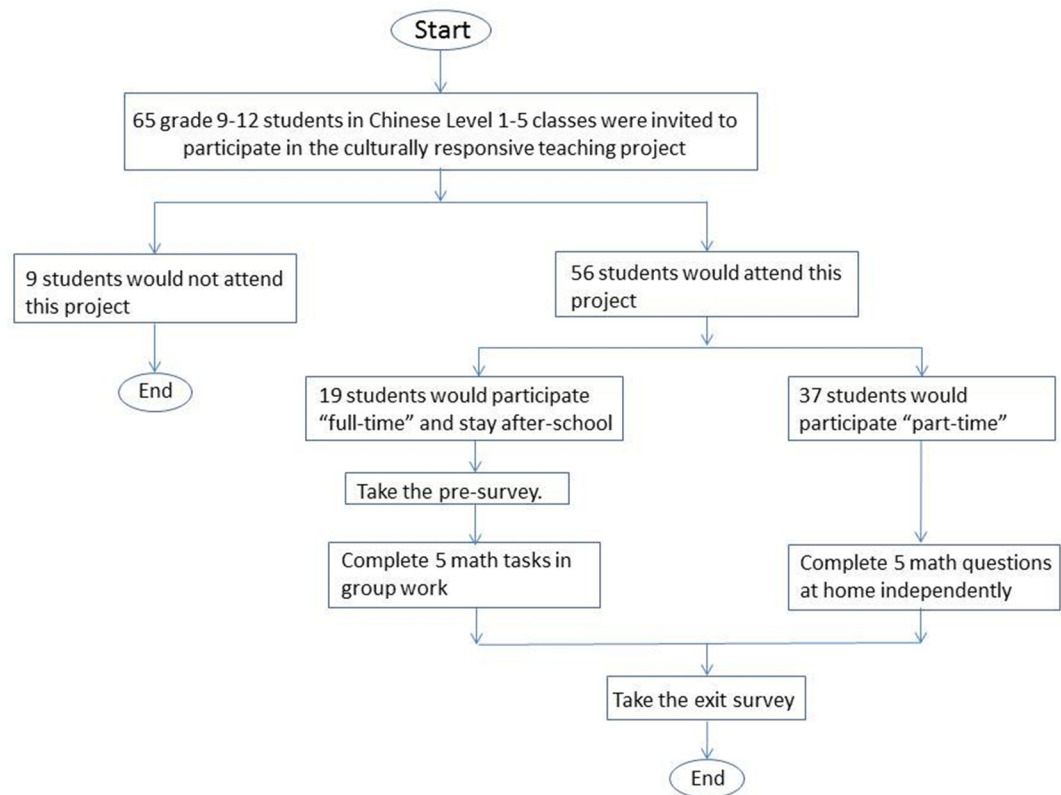 Start
65 grade 9-12 students in Chinese Level 1-5 classes were invited to
participate in the culturally responsive teaching project
9 students would not attend
this project
56 students would attend this
project
End
19 students would participate
“full-time” and stay after-school
37 students would
participate “part-time”
Take the pre-survey.
Complete 5 math tasks in
group work
Complete 5 math questions
at home independently
Take the exit survey
End